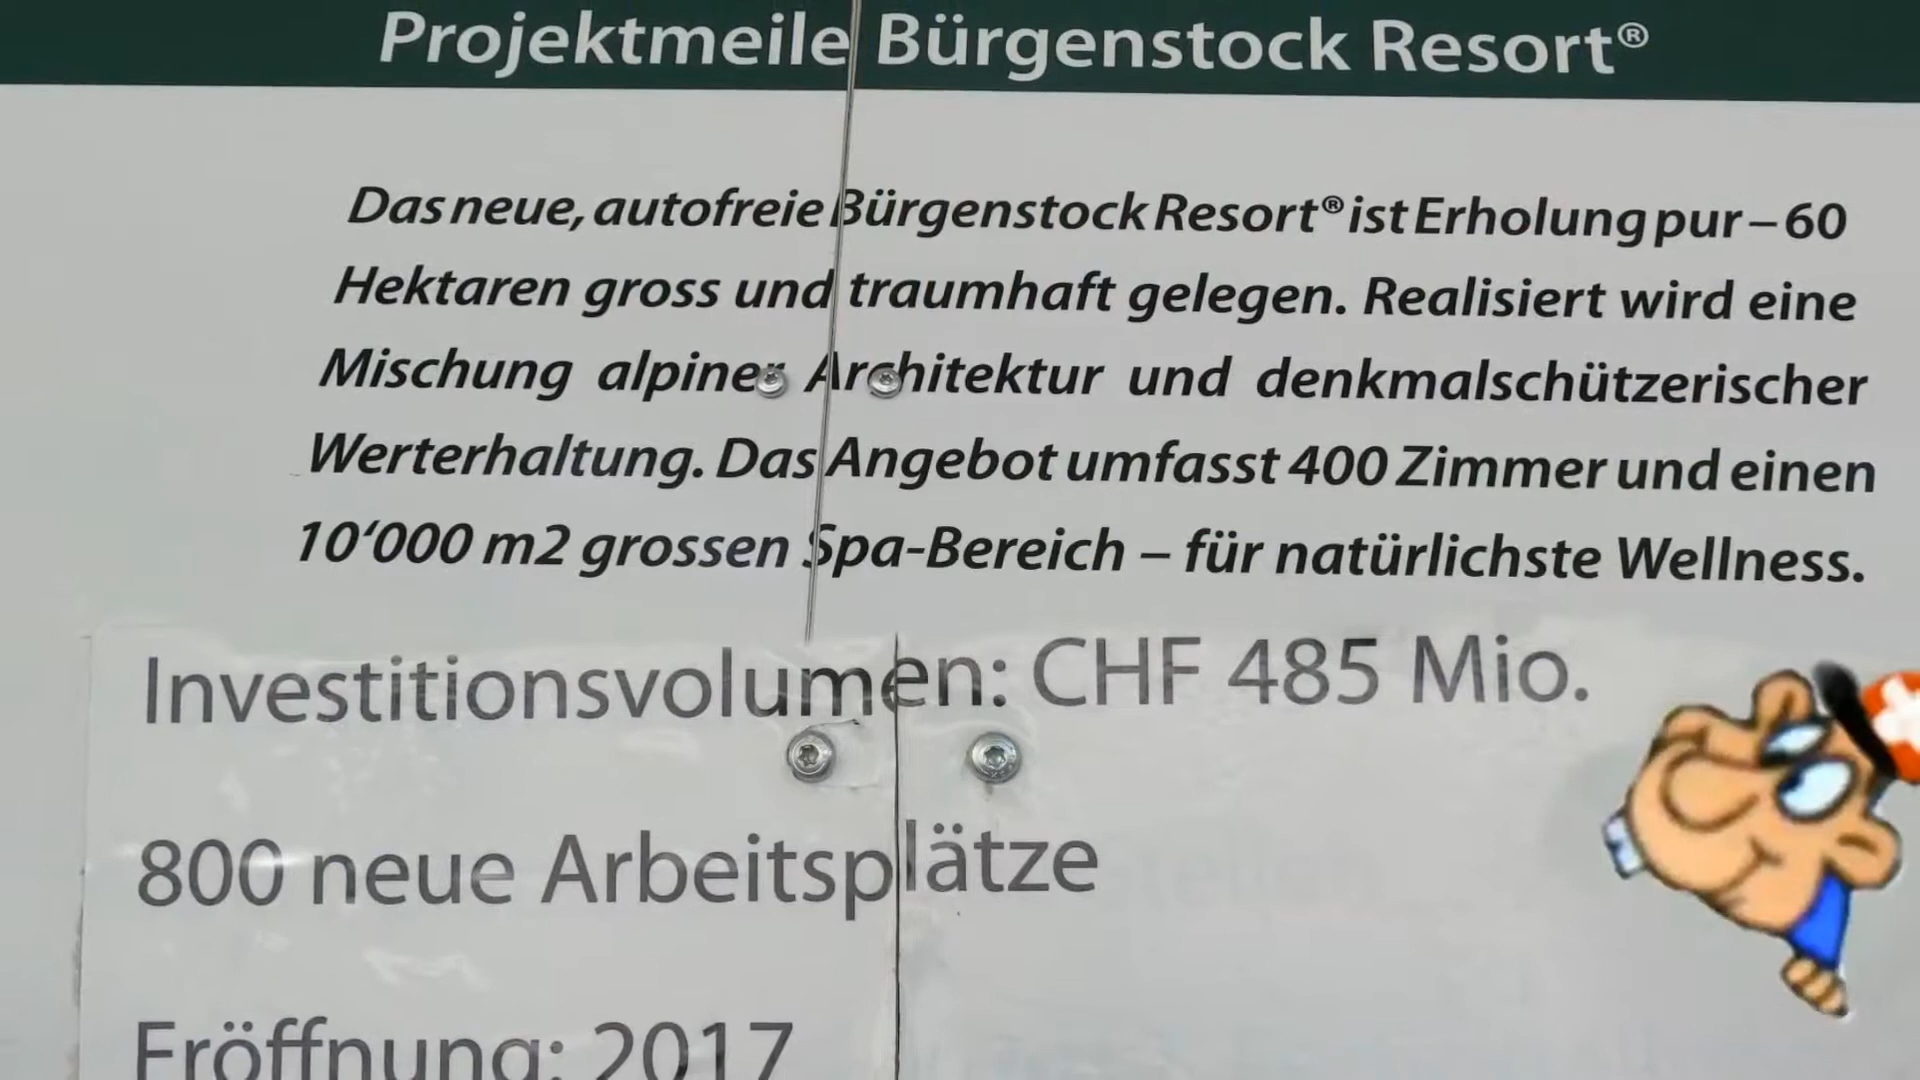 Projektmeile Bürgenstock Resort®
Das neue, autofreie Bürgenstock Resort® ist Erholung pur – 60
Hektaren gross und traumhaft gelegen. Realisiert wird eine
Mischung alpiner Architektur und denkmalschützerischer
Werterhaltung. Das Angebot umfasst 400 Zimmer und einen
10‘000 m2 grossen Spa-Bereich – für natürlichste Wellness.
Investitionsvolumen: CHF 485 Mio.
800 neue Arbeitsplätze
Eröffnung: 2017